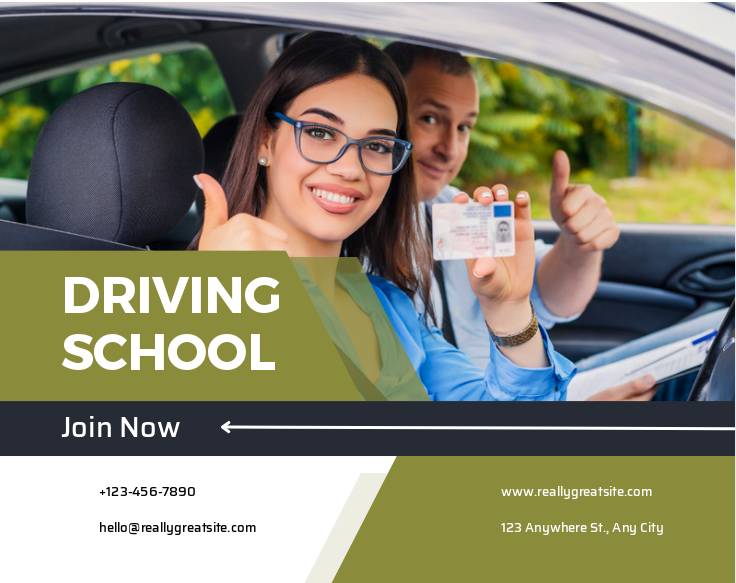 DRIVING
SCHOOL
Join Now
+123-456-7890
hello@reallygreatsite.com
www.reallygreatsite.com
123 Anywhere St., Any City